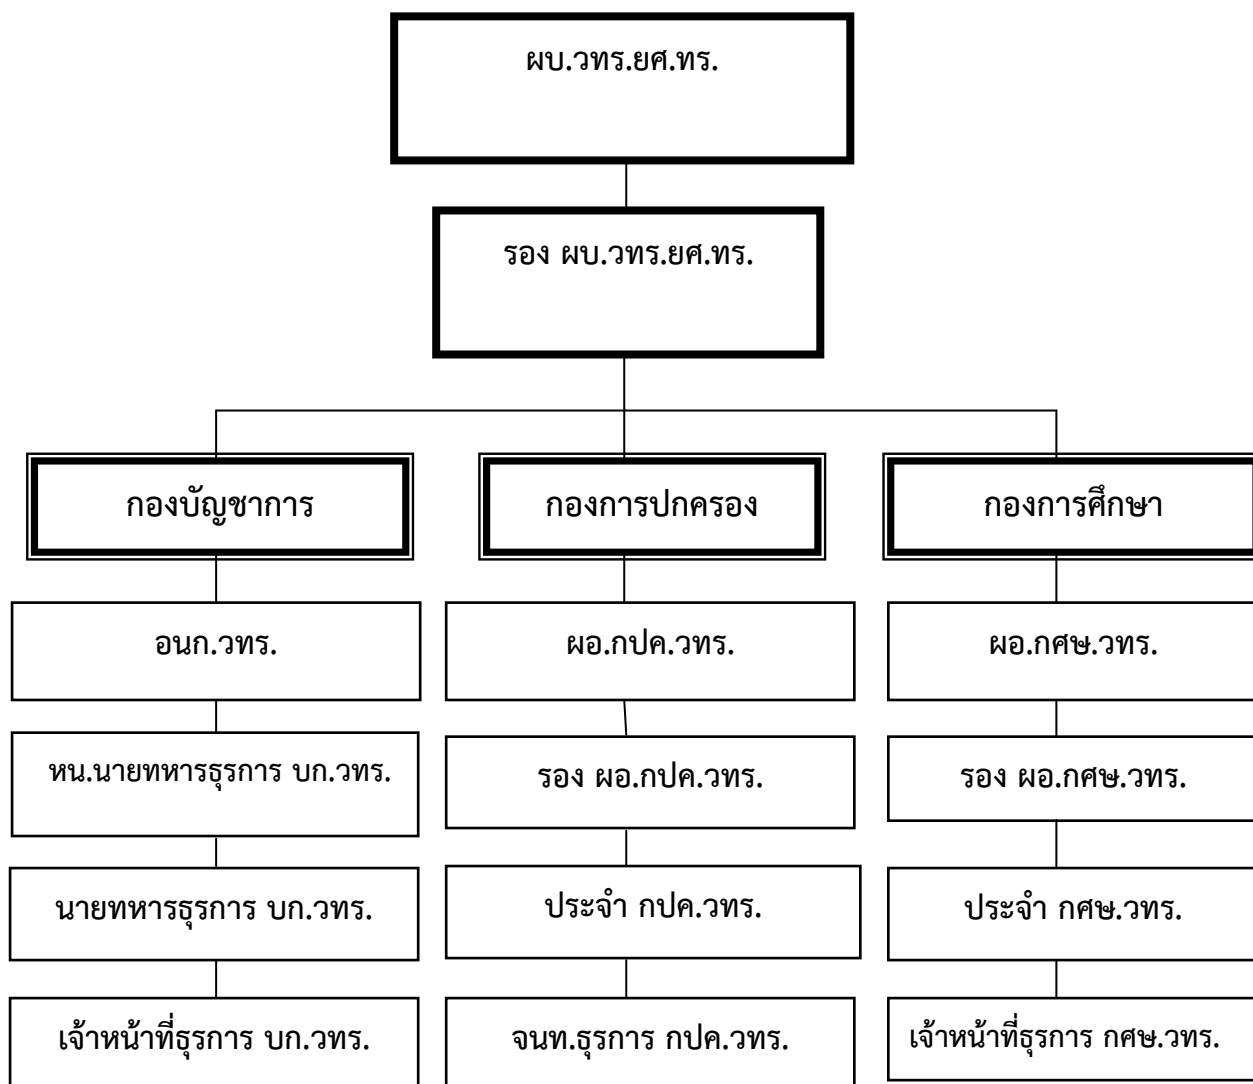 ผบ.วทร.ยศ.ทร.
รอง ผบ.วทร.ยศ.ทร.
กองบัญชาการ
กองการปกครอง
กองการศึกษา
อนก.วทร.
ผอ.กปค.วทร.
ผอ.กศษ.วทร.
หน.นายทหารธุรการ บก.วทร.
รอง ผอ.กปค.วทร.
รอง ผอ.กศษ.วทร.
นายทหารธุรการ บก.วทร.
ประจำ กปค.วทร.
ประจำ กศษ.วทร.
เจ้าหน้าที่ธุรการ บก.วทร.
จนท.ธุรการ กปค.วทร.
เจ้าหน้าที่ธุรการ กศษ.วทร.